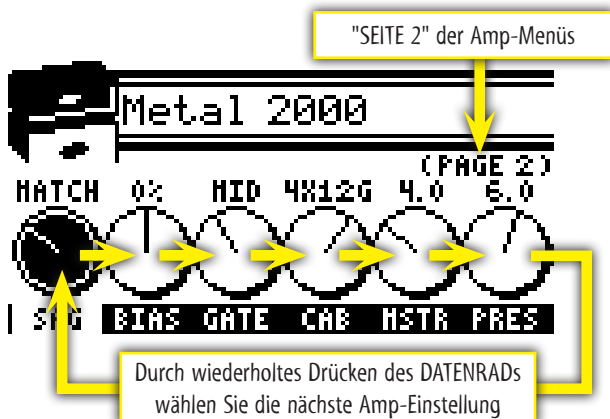 "SEITE 2" der Amp-Menüs
Metal 2000
(PAGE 2)
MATCH 0% MID 4X12G 4.0 6.0
SAG BIAS GATE CAB MSTR PRES
Durch wiederholtes Drücken des DATENRADs
wählen Sie die nächste Amp-Einstellung